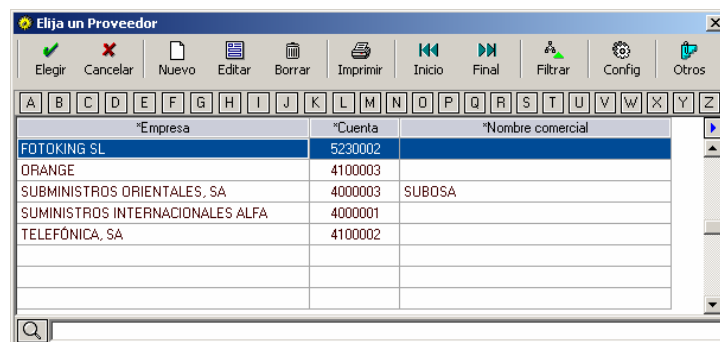 Elija un Proveedor
Elegir Cancelar Nuevo Editar Borrar Imprimir Inicio Final Filtrar Config Otros
A B C D E F G H I J K L M N O P Q R S T U V W X Y Z
*Empresa *Cuenta *Nombre comercial
FOTOKING SL 5230002
ORANGE 4100003
SUBMINISTROS ORIENTALES, SA 4000003 SUBOSA
SUMINISTROS INTERNACIONALES ALFA 4000001
TELEFÓNICA, SA 4100002